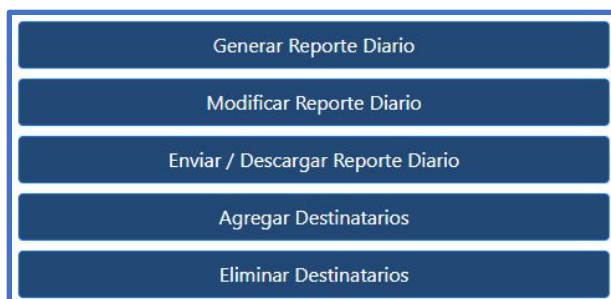 Generar Reporte Diario
Modificar Reporte Diario
Enviar / Descargar Reporte Diario
Agregar Destinatarios
Eliminar Destinatarios